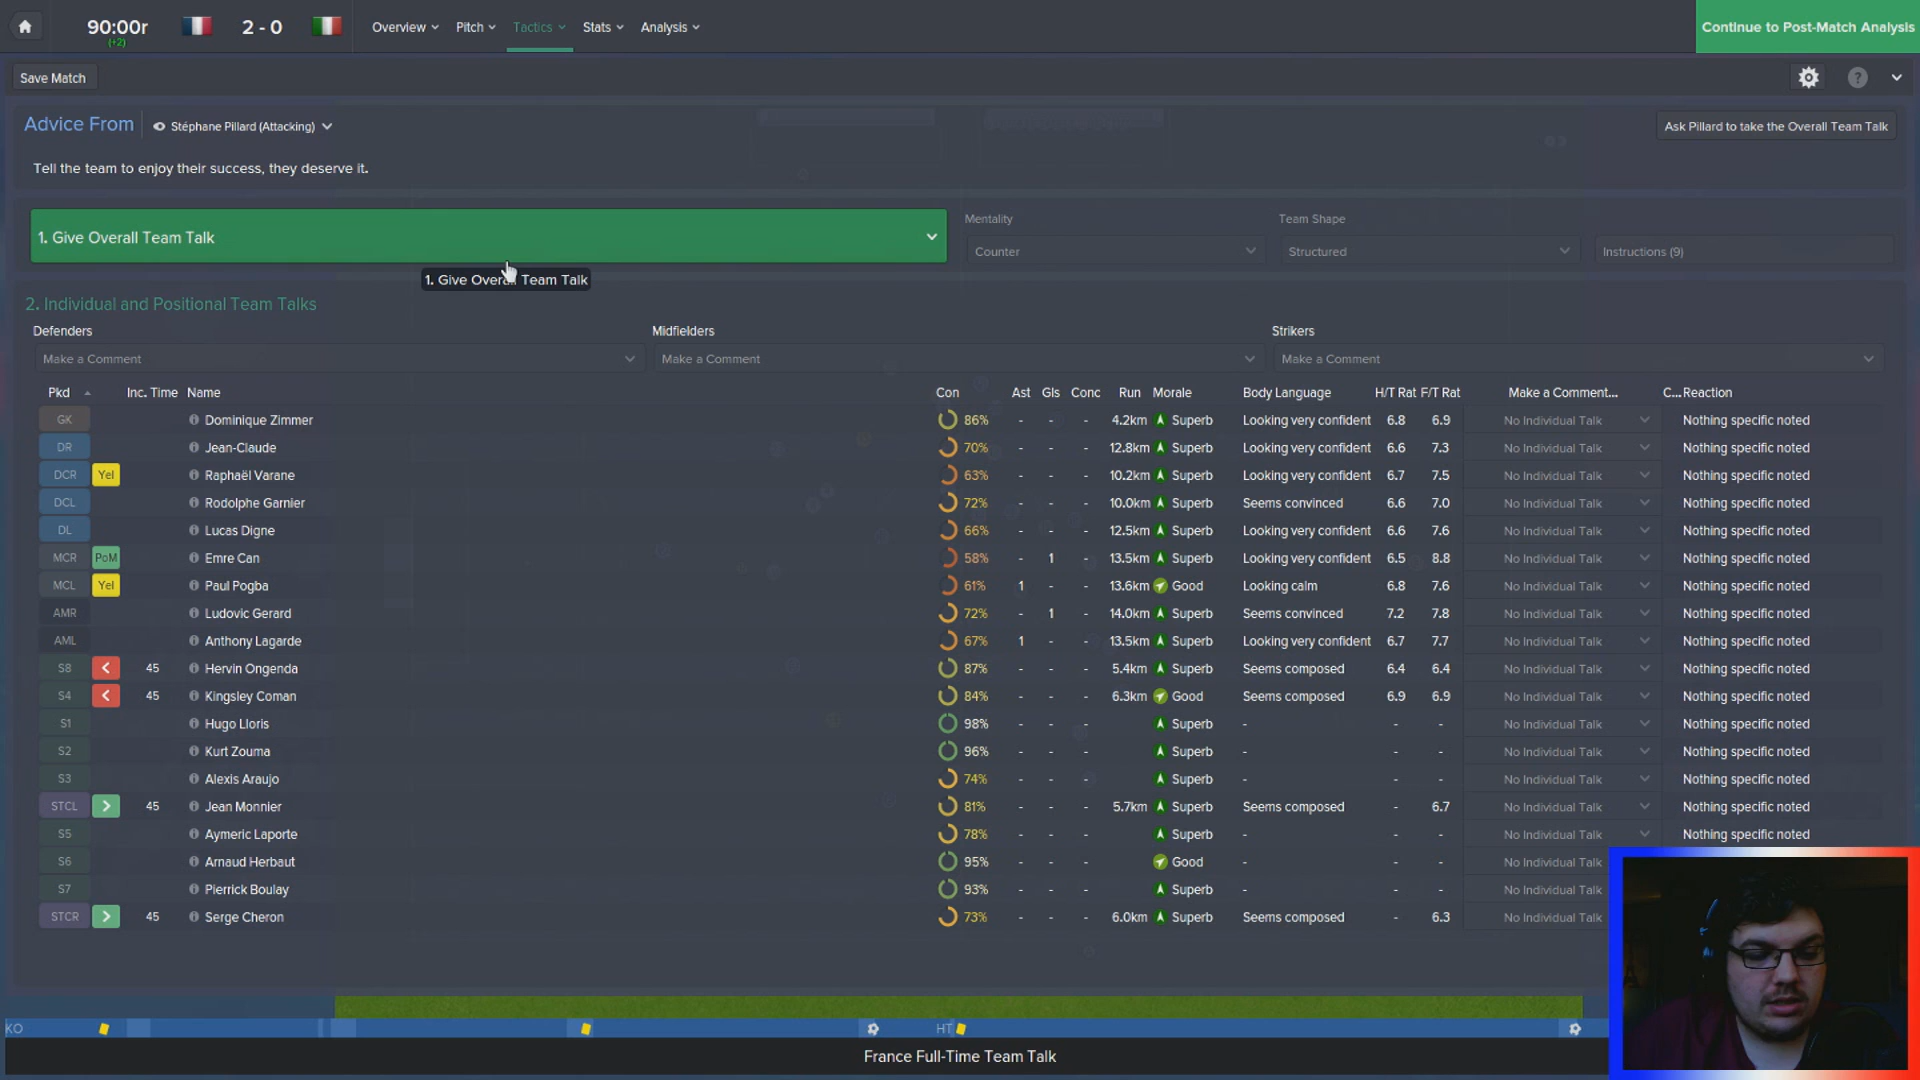 90:00r 2 - 0 Overview Pitch Tactics Stats Analysis Continue to Post-Match Analysis
(+2)
Save Match ?
Advice From Stéphane Pillard (Attacking) Ask Pillard to take the Overall Team Talk
Tell the team to enjoy their success, they deserve it.
Mentality Team Shape
1. Give Overall Team Talk
Counter Structured Instructions (9)
1. Give Overall Team Talk
2. Individual and Positional Team Talks
Defenders Midfielders Strikers
Make a Comment Make a Comment Make a Comment
Pkd Inc. Time Name Con Ast Gls Conc Run Morale Body Language H/T Rat F/T Rat Make a Comment... C... Reaction
GK Dominique Zimmer 86% - - - 4.2km Superb Looking very confident 6.8 6.9 No Individual Talk Nothing specific noted
DR Jean-Claude 70% - - - 12.8km Superb Looking very confident 6.6 7.3 No Individual Talk Nothing specific noted
DCR Yel Raphaël Varane 63% - - - 10.2km Superb Looking very confident 6.7 7.5 No Individual Talk Nothing specific noted
DCL Rodolphe Garnier 72% - - - 10.0km Superb Seems convinced 6.6 7.0 No Individual Talk Nothing specific noted
DL Lucas Digne 66% - - - 12.5km Superb Looking very confident 6.6 7.6 No Individual Talk Nothing specific noted
MCR PoM Emre Can 58% - 1 - 13.5km Superb Looking very confident 6.5 8.8 No Individual Talk Nothing specific noted
MCL Yel Paul Pogba 61% 1 - - 13.6km Good Looking calm 6.8 7.6 No Individual Talk Nothing specific noted
AMR Ludovic Gerard 72% - 1 - 14.0km Superb Seems convinced 7.2 7.8 No Individual Talk Nothing specific noted
AML Anthony Lagarde 67% 1 - - 13.5km Superb Looking very confident 6.7 7.7 No Individual Talk Nothing specific noted
S8 45 Hervin Ongenda 87% - - - 5.4km Superb Seems composed 6.4 6.4 No Individual Talk Nothing specific noted
S4 45 Kingsley Coman 84% - - - 6.3km Good Seems composed 6.9 6.9 No Individual Talk Nothing specific noted
S1 Hugo Lloris 98% - - - Superb - - - No Individual Talk Nothing specific noted
S2 Kurt Zouma 96% - - - Superb - - - No Individual Talk Nothing specific noted
S3 Alexis Araujo 74% - - - Superb - - - No Individual Talk Nothing specific noted
STCL 45 Jean Monnier 81% - - - 5.7km Superb Seems composed - 6.7 No Individual Talk Nothing specific noted
S5 Aymeric Laporte 78% - - - Superb - - - No Individual Talk Nothing specific noted
S6 Arnaud Herbaut 95% - - - Good - - - No Individual Talk
S7 Pierrick Boulay 93% - - - Superb - - - No Individual Talk
STCR 45 Serge Cheron 73% - - - 6.0km Superb Seems composed - 6.3 No Individual Talk
KO HT
France Full-Time Team Talk